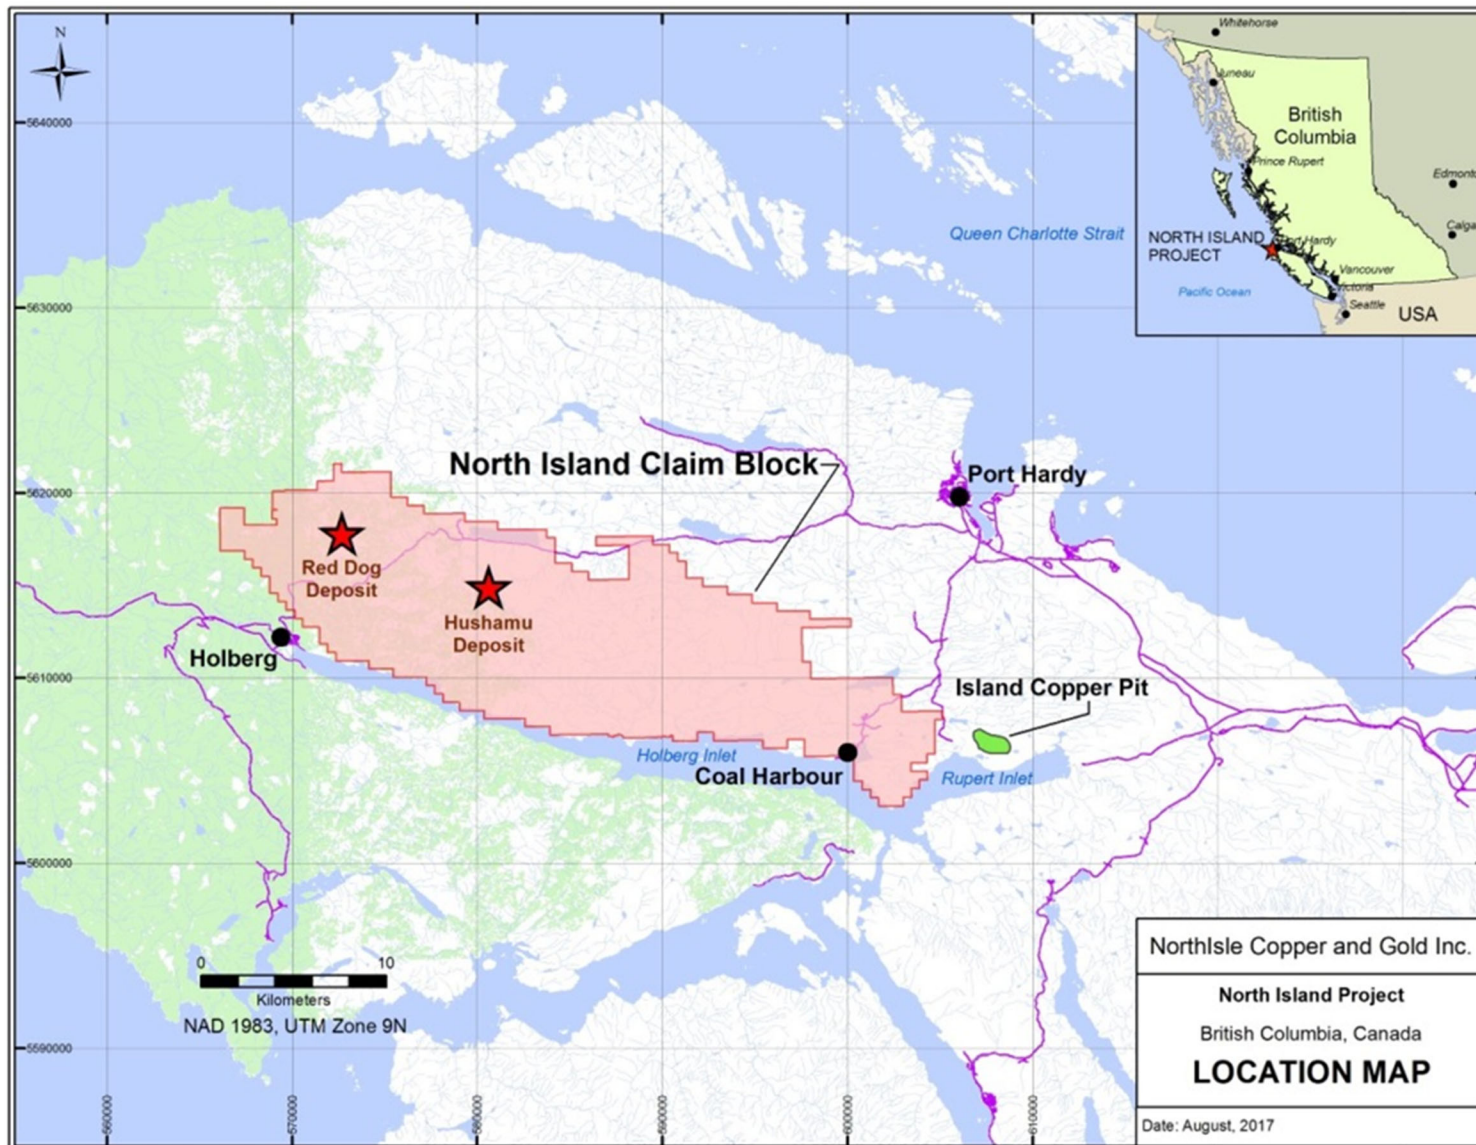 N
Whitehorse
Juneau
British
Columbia
Prince Rupert
Calga
NORTH ISLAND
PROJECT
Port Hardy
Vancouver
Victoria
Pacific Ocean
Seattle
USA
5640000
Queen Charlotte Strait
5630000
North Island Claim Block
Port Hardy
5620000
Red Dog
Deposit
Hushamu
Deposit
Holberg
5610000
Island Copper Pit
Holberg Inlet
Coal Harbour
Rupert Inlet
5600000
0
10
Kilometers
NAD 1983, UTM Zone 9N
5590000
560000
570000
580000
590000
600000
610000
NorthIsle Copper and Gold Inc.
North Island Project
British Columbia, Canada
LOCATION MAP
Date: August, 2017